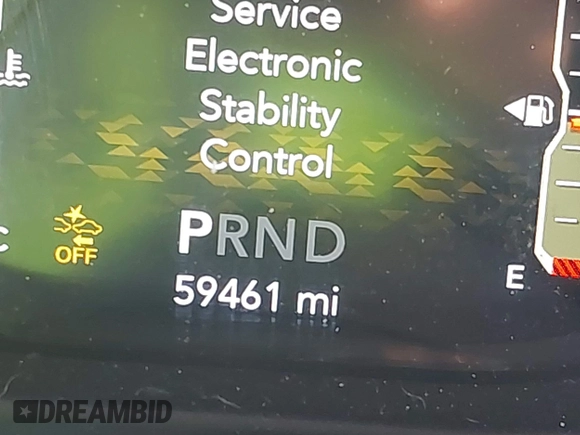 Service
Electronic
Stability
Control
C
OFF
PRND
59461 mi
E
DREAMBID